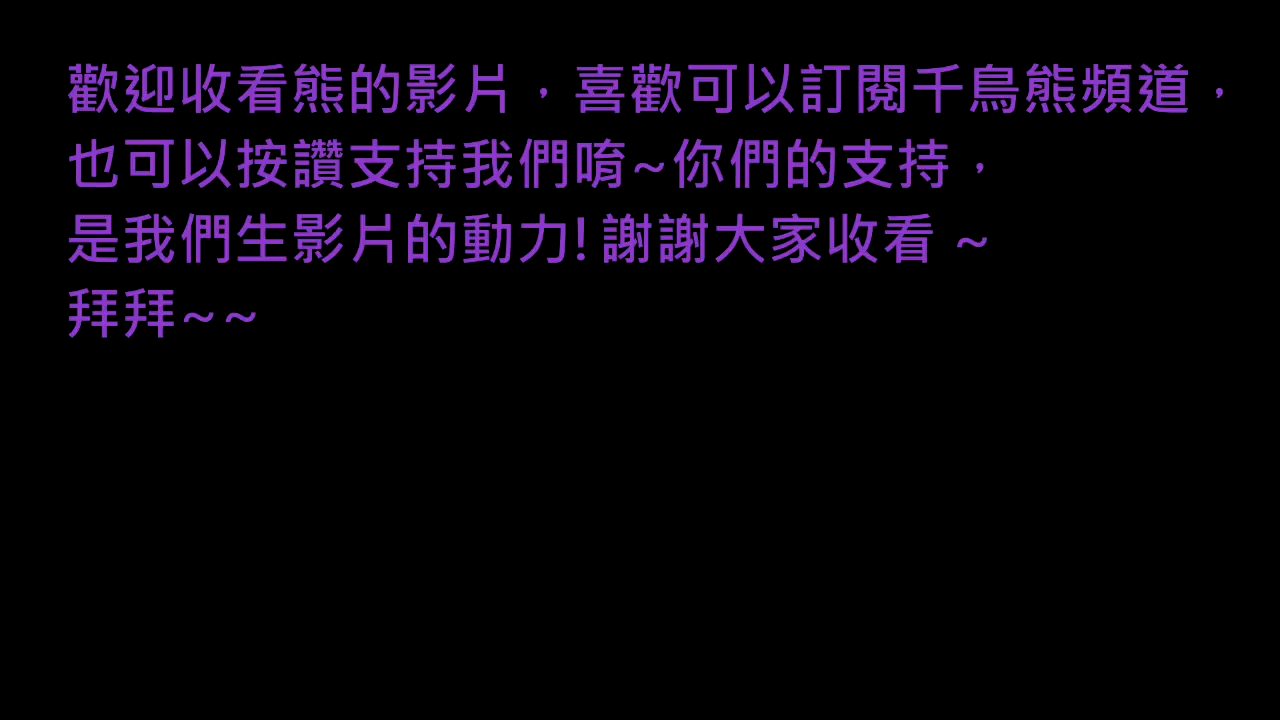 歡迎收看熊的影片，喜歡可以訂閱千鳥熊頻道，
也可以按讚支持我們唷~你們的支持，
是我們生影片的動力! 謝謝大家收看 ~
拜拜~~